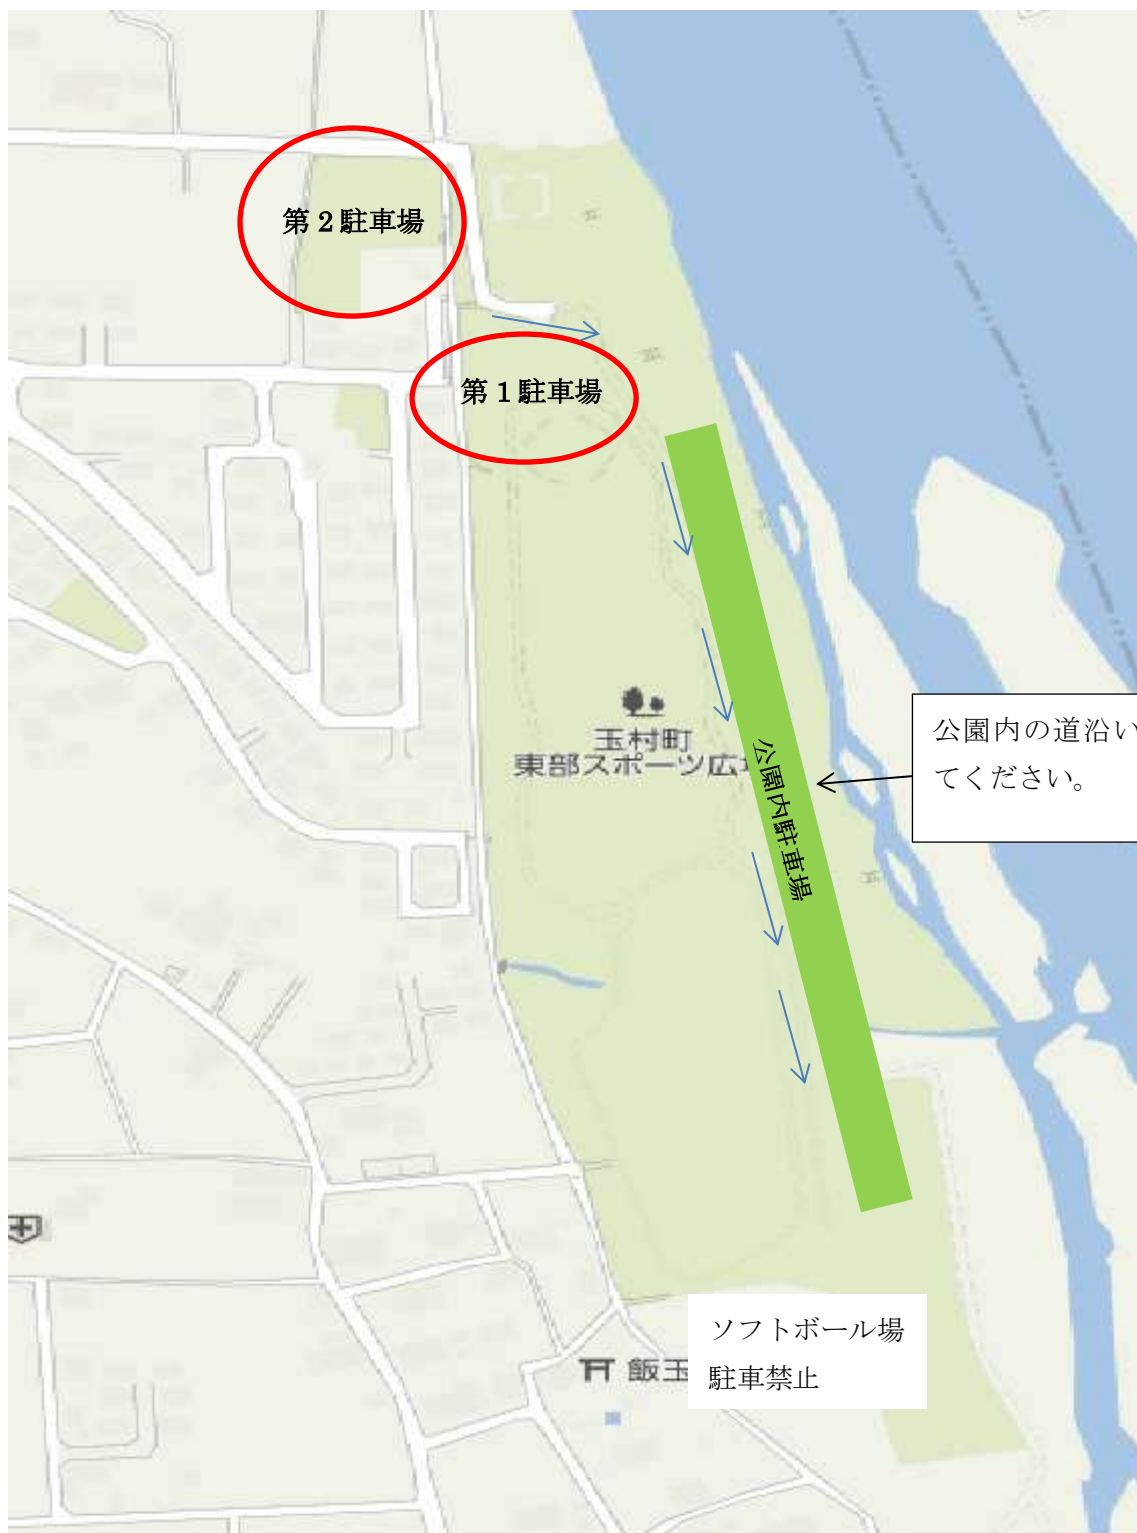 第２駐車場
第１駐車場
玉村町
東部スポーツ広
公園内駐車場
公園内の道沿い
てください。
ソフトボール場
駐車禁止
飯玉